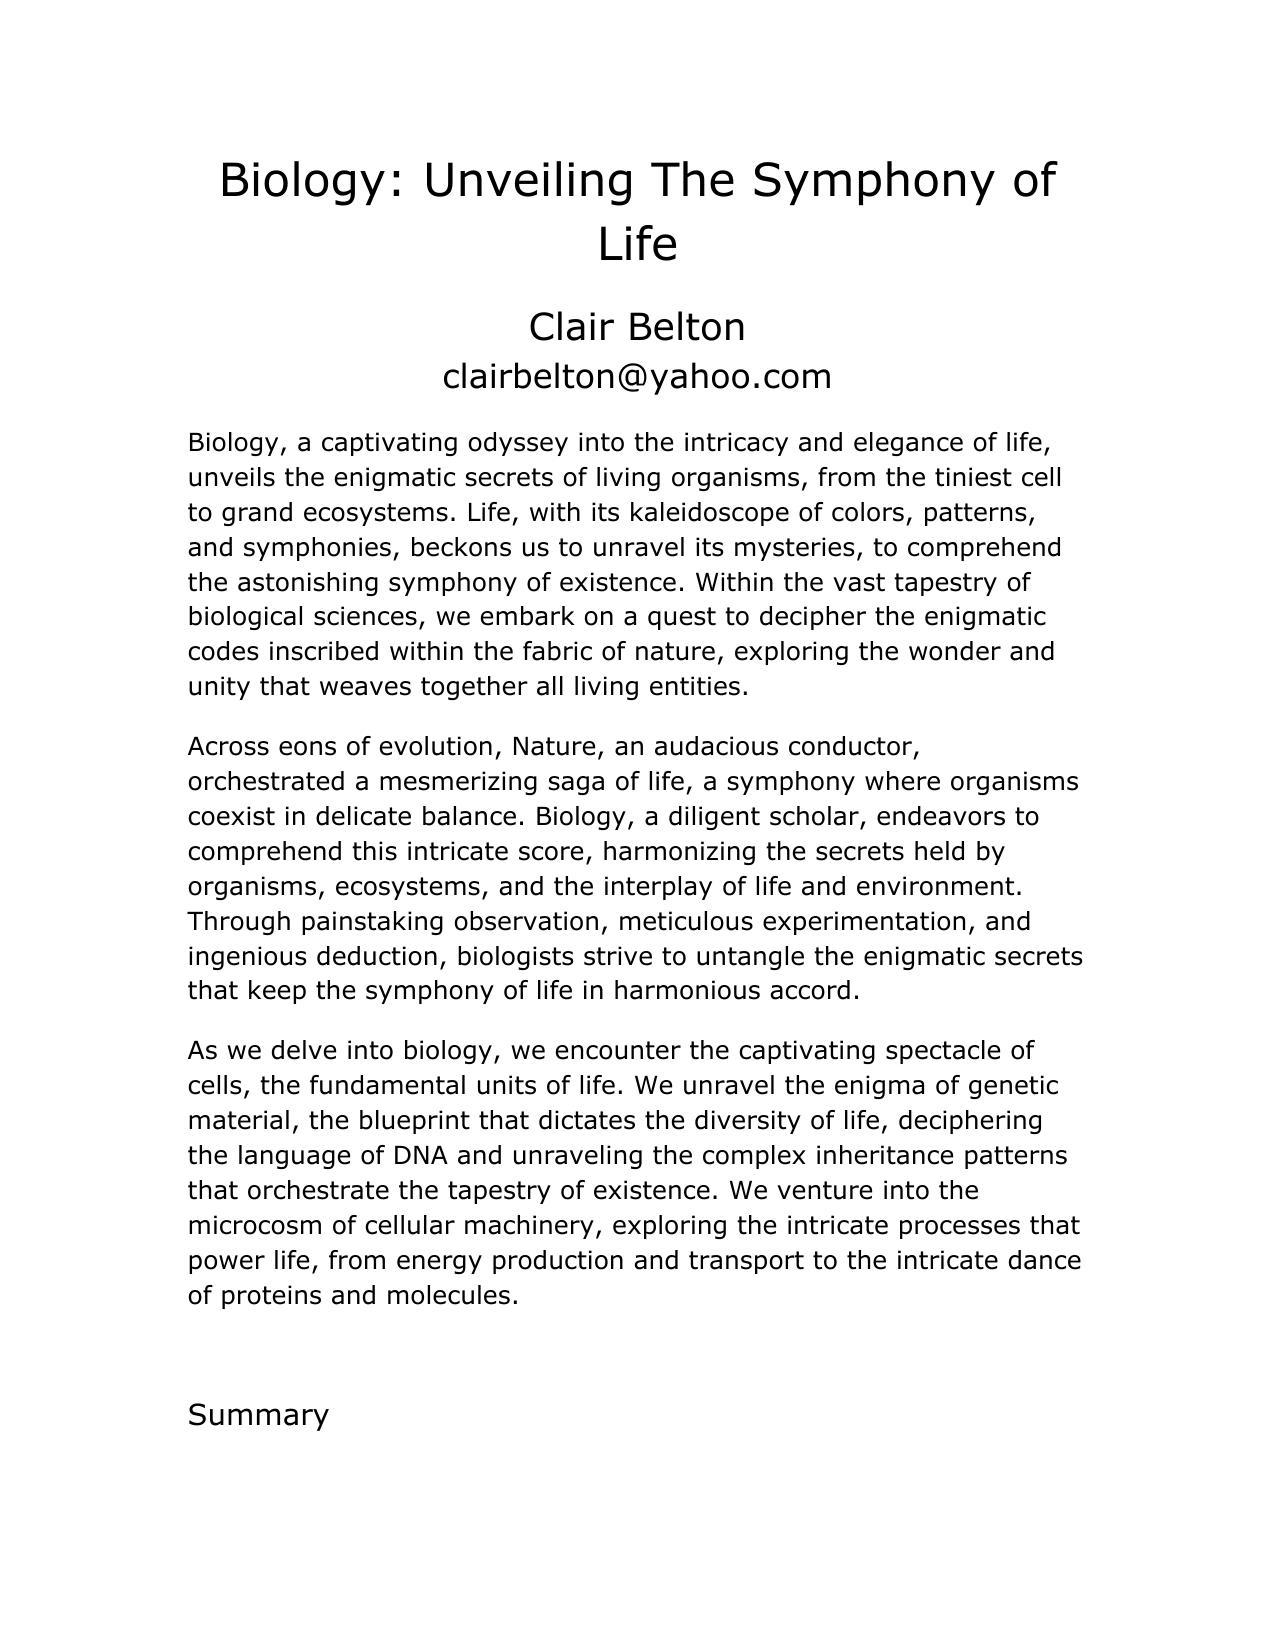 Biology: Unveiling The Symphony of
Life
Clair Belton
clairbelton@yahoo.com
Biology, a captivating odyssey into the intricacy and elegance of life,
unveils the enigmatic secrets of living organisms, from the tiniest cell
to grand ecosystems. Life, with its kaleidoscope of colors, patterns,
and symphonies, beckons us to unravel its mysteries, to comprehend
the astonishing symphony of existence. Within the vast tapestry of
biological sciences, we embark on a quest to decipher the enigmatic
codes inscribed within the fabric of nature, exploring the wonder and
unity that weaves together all living entities.
Across eons of evolution, Nature, an audacious conductor,
orchestrated a mesmerizing saga of life, a symphony where organisms
coexist in delicate balance. Biology, a diligent scholar, endeavors to
comprehend this intricate score, harmonizing the secrets held by
organisms, ecosystems, and the interplay of life and environment.
Through painstaking observation, meticulous experimentation, and
ingenious deduction, biologists strive to untangle the enigmatic secrets
that keep the symphony of life in harmonious accord.
As we delve into biology, we encounter the captivating spectacle of
cells, the fundamental units of life. We unravel the enigma of genetic
material, the blueprint that dictates the diversity of life, deciphering
the language of DNA and unraveling the complex inheritance patterns
that orchestrate the tapestry of existence. We venture into the
microcosm of cellular machinery, exploring the intricate processes that
power life, from energy production and transport to the intricate dance
of proteins and molecules.
Summary